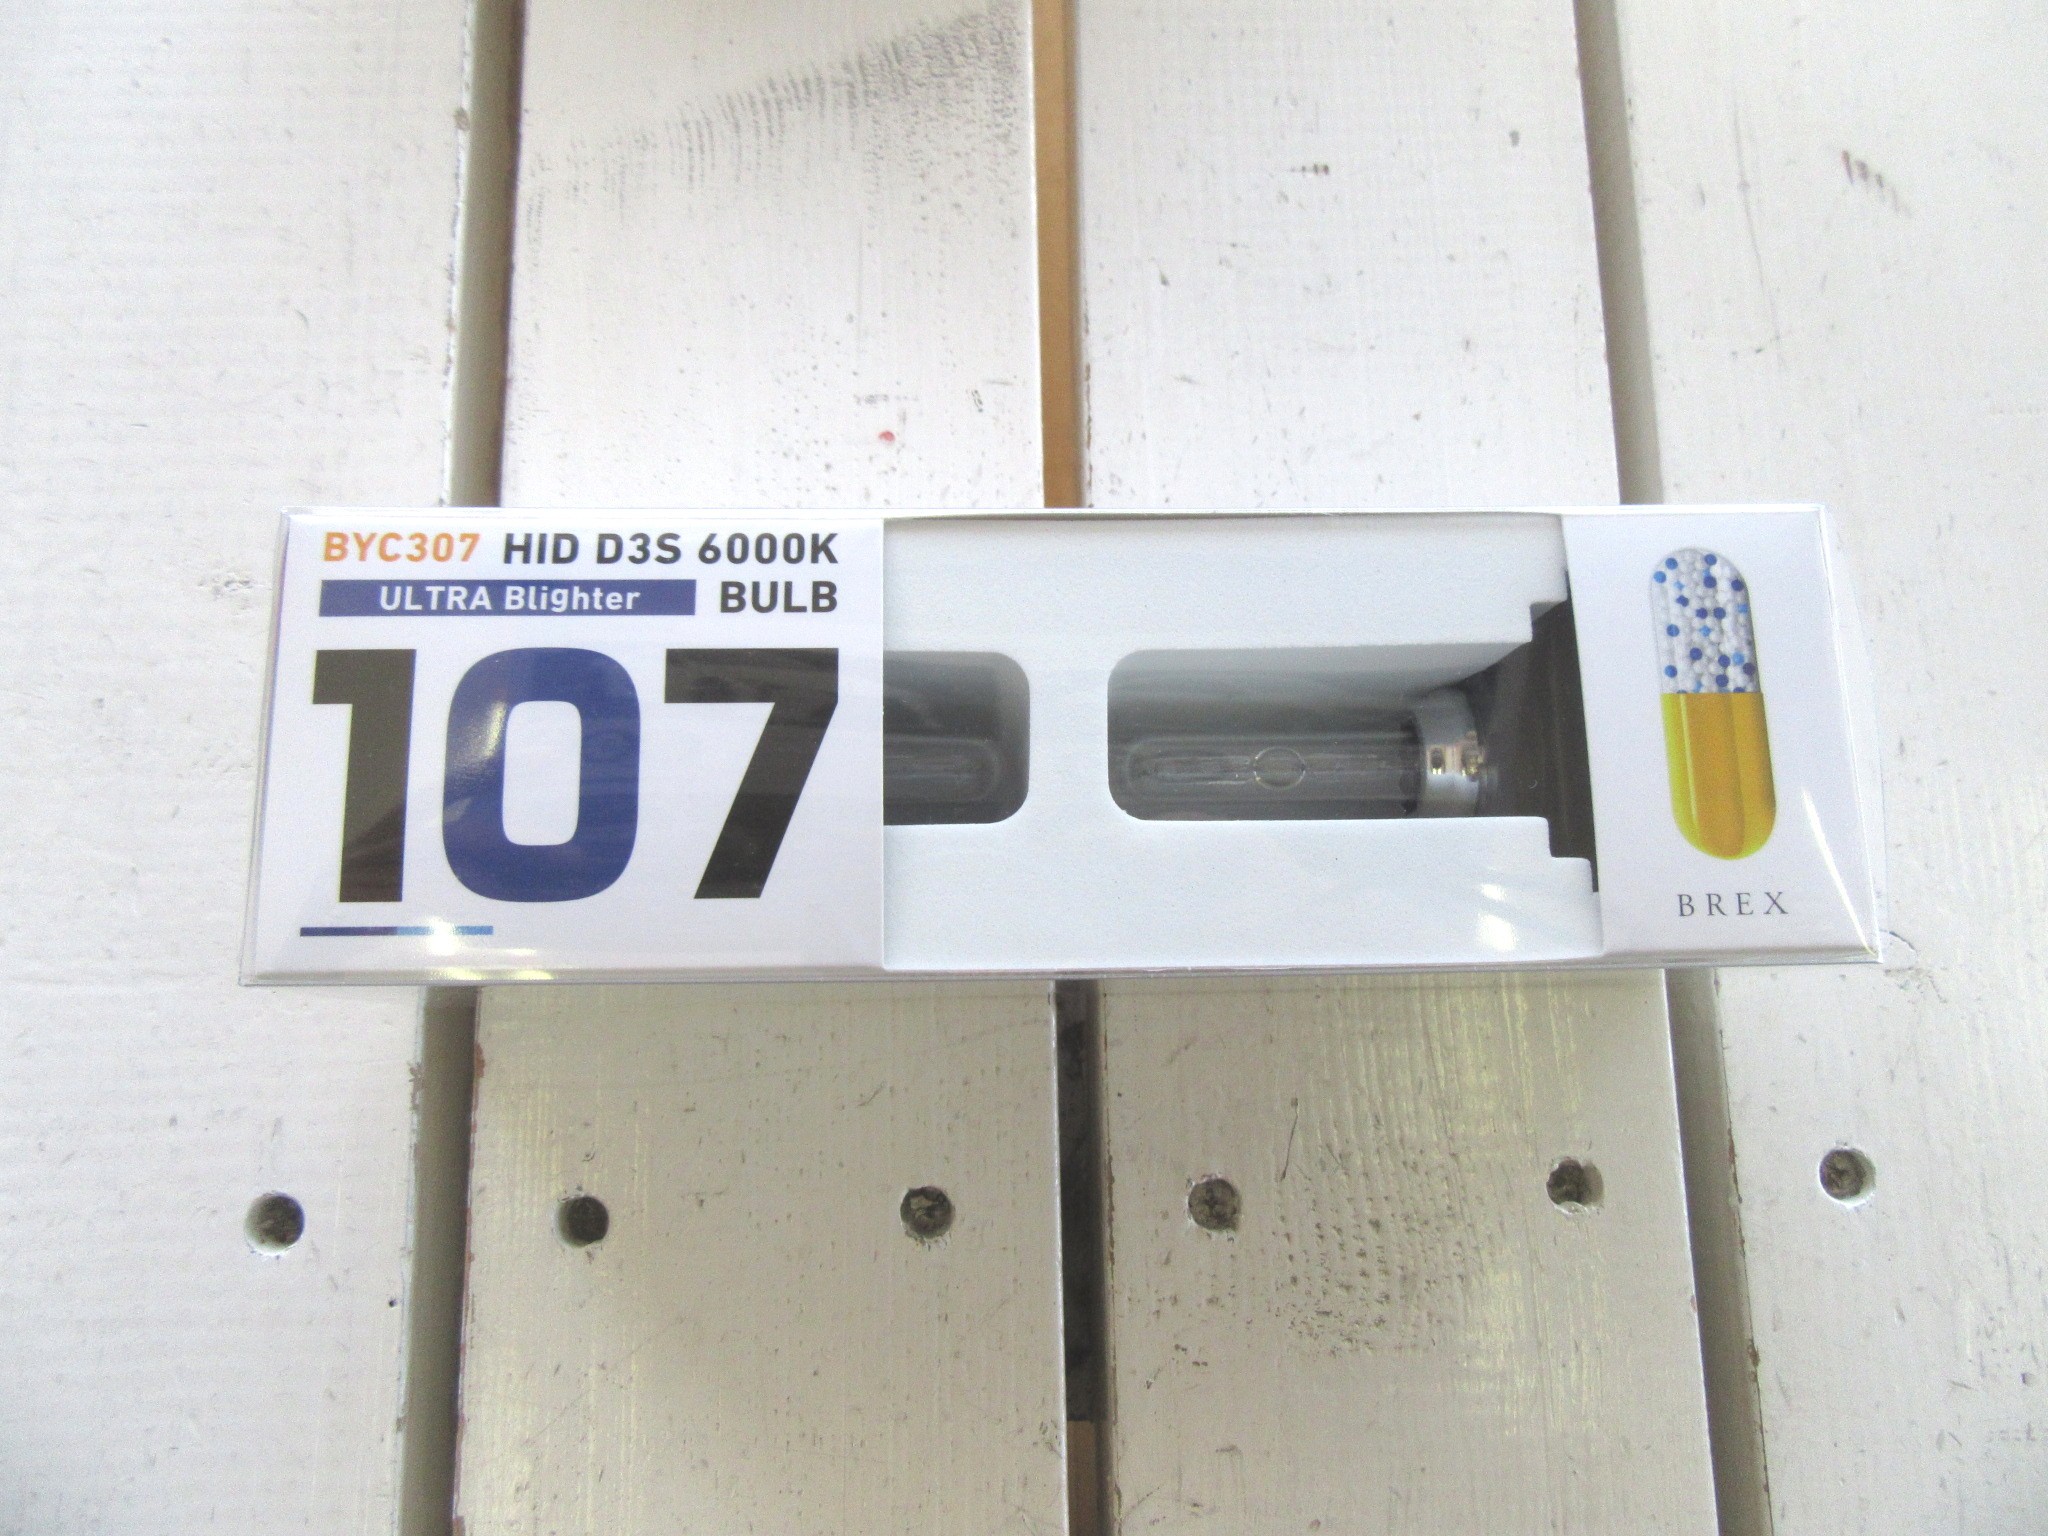 BYC307 HID D3S 6000K
ULTRA Blighter BULB
107
BREX